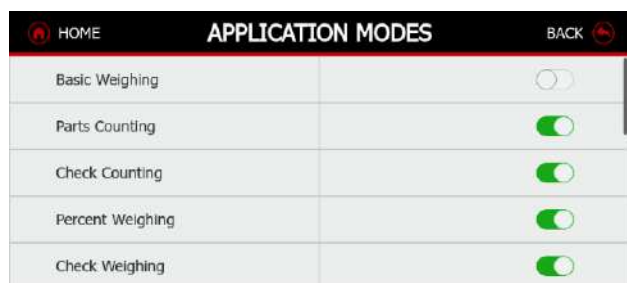 HOME APPLICATION MODES BACK
Basic Weighing
Parts Counting
Check Counting
Percent Weighing
Check Weighing